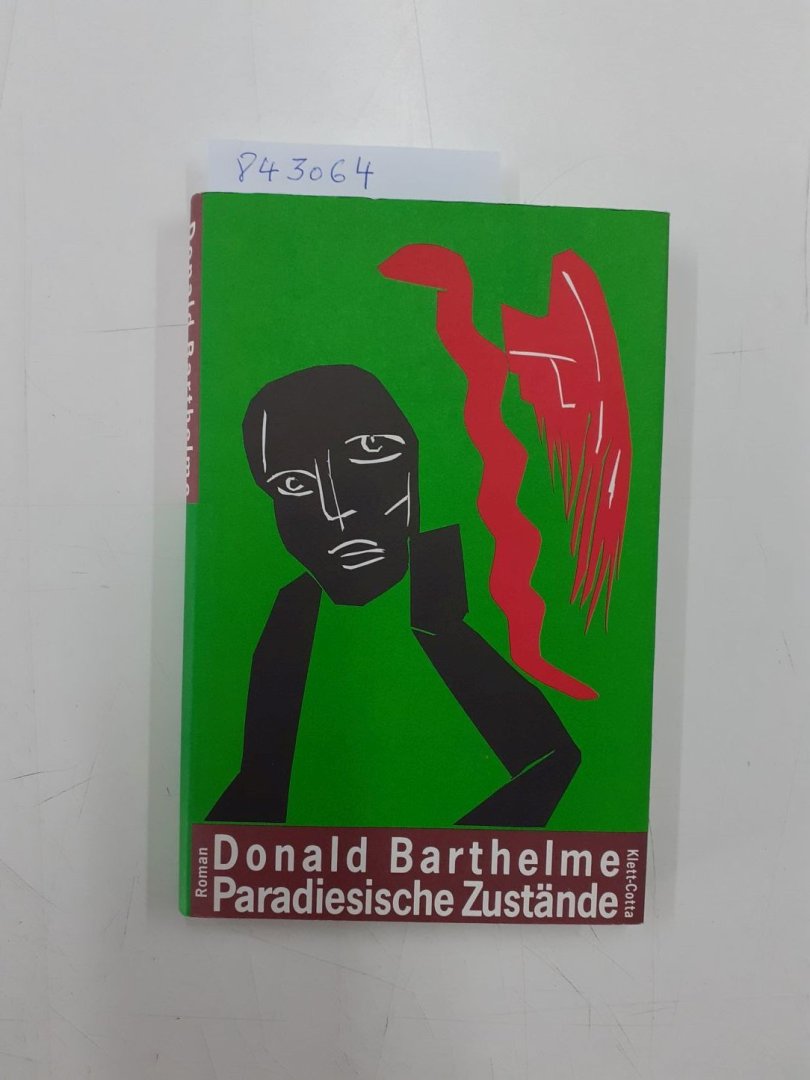 843064
Donald Barthelme
Roman
Donald Barthelme
Paradiesische Zustände
Klett-Cotta